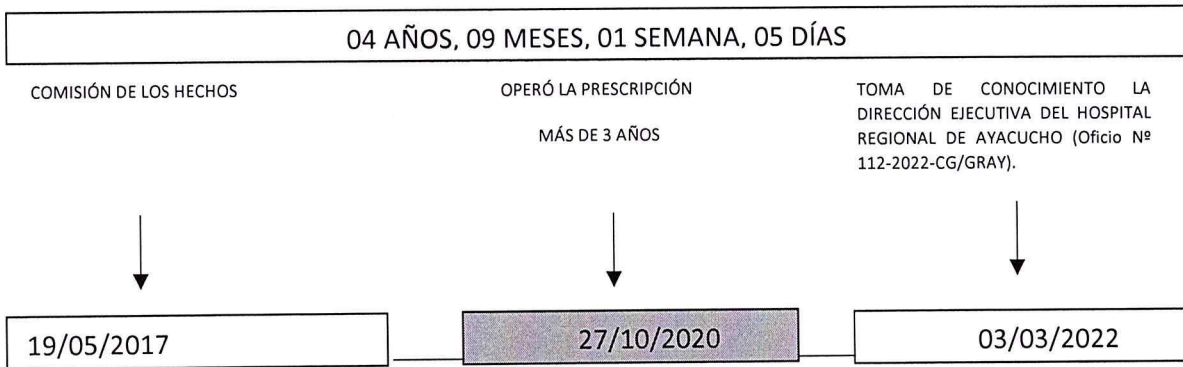 04 AÑOS, 09 MESES, 01 SEMANA, 05 DÍAS
COMISIÓN DE LOS HECHOS
OPERÓ LA PRESCRIPCIÓN
MÁS DE 3 AÑOS
TOMA DE CONOCIMIENTO LA
DIRECCIÓN EJECUTIVA DEL HOSPITAL
REGIONAL DE AYACUCHO (Oficio Nº
112-2022-CG/GRAY).
19/05/2017
27/10/2020
03/03/2022